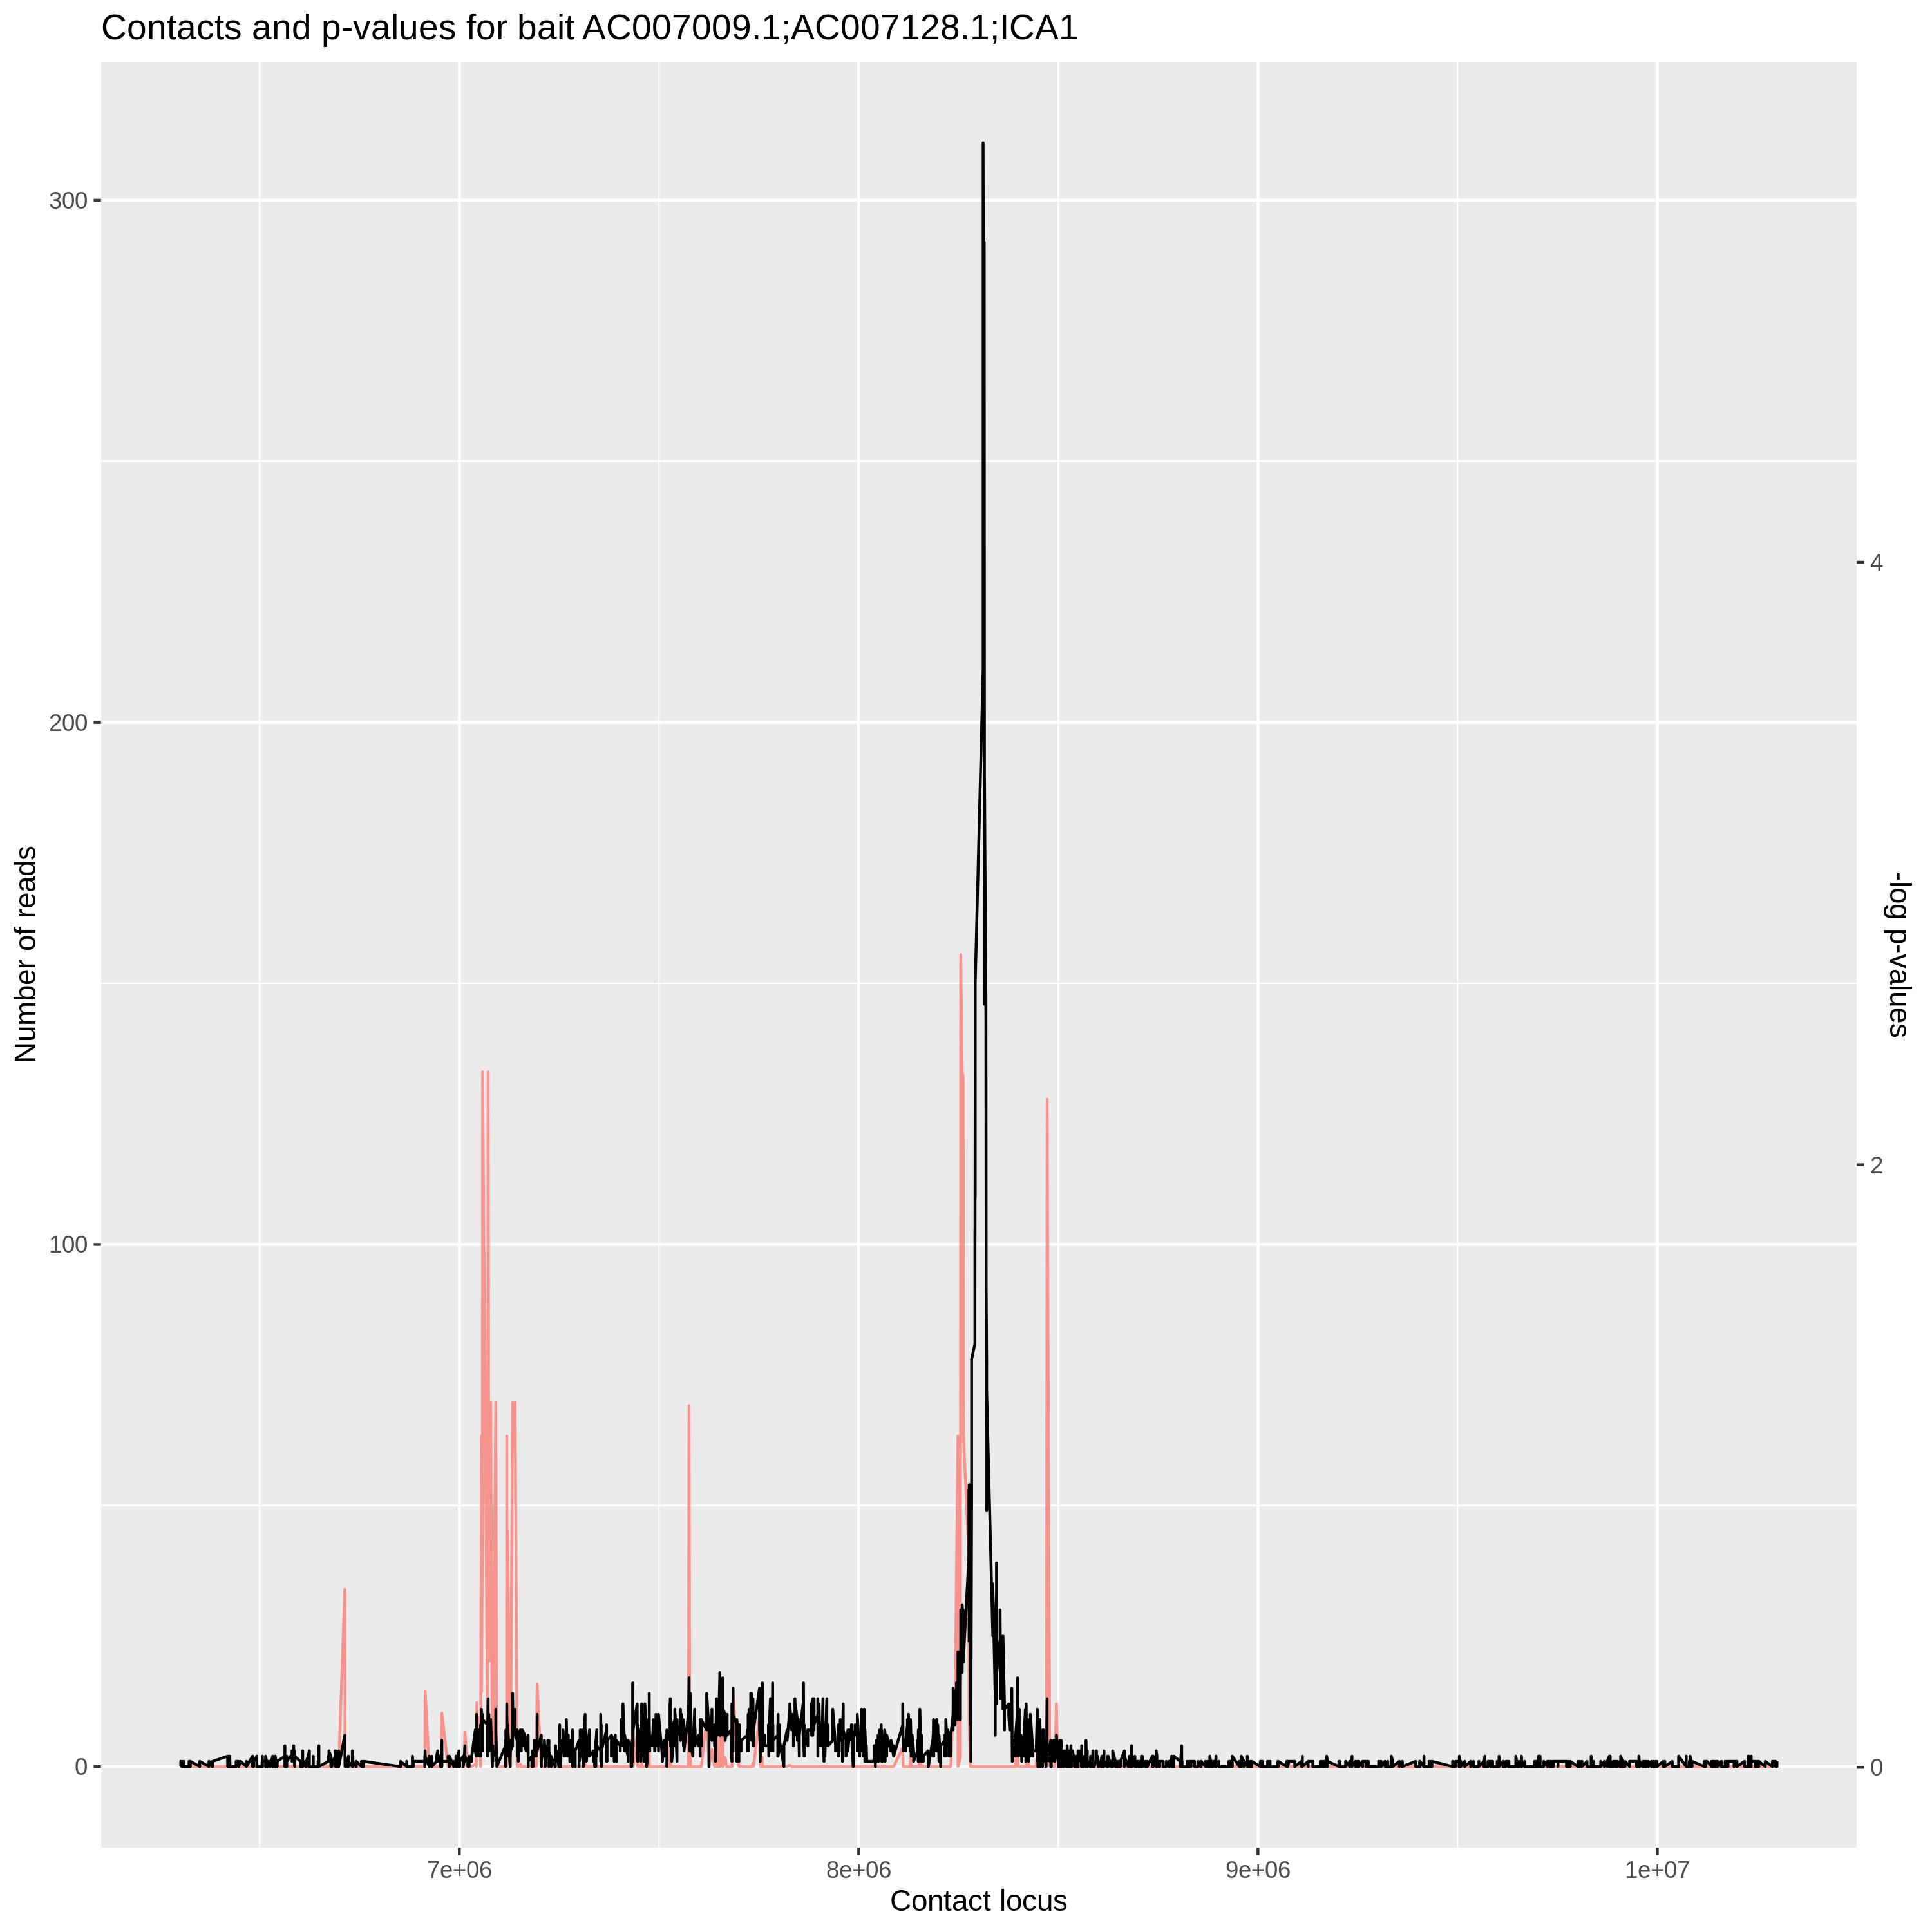 Contacts and p-values for bait AC007009.1;AC007128.1;ICA1
300
200
100
0
Number of reads
4
2
0
-log p-values
7e+06
8e+06
9e+06
1e+07
Contact locus